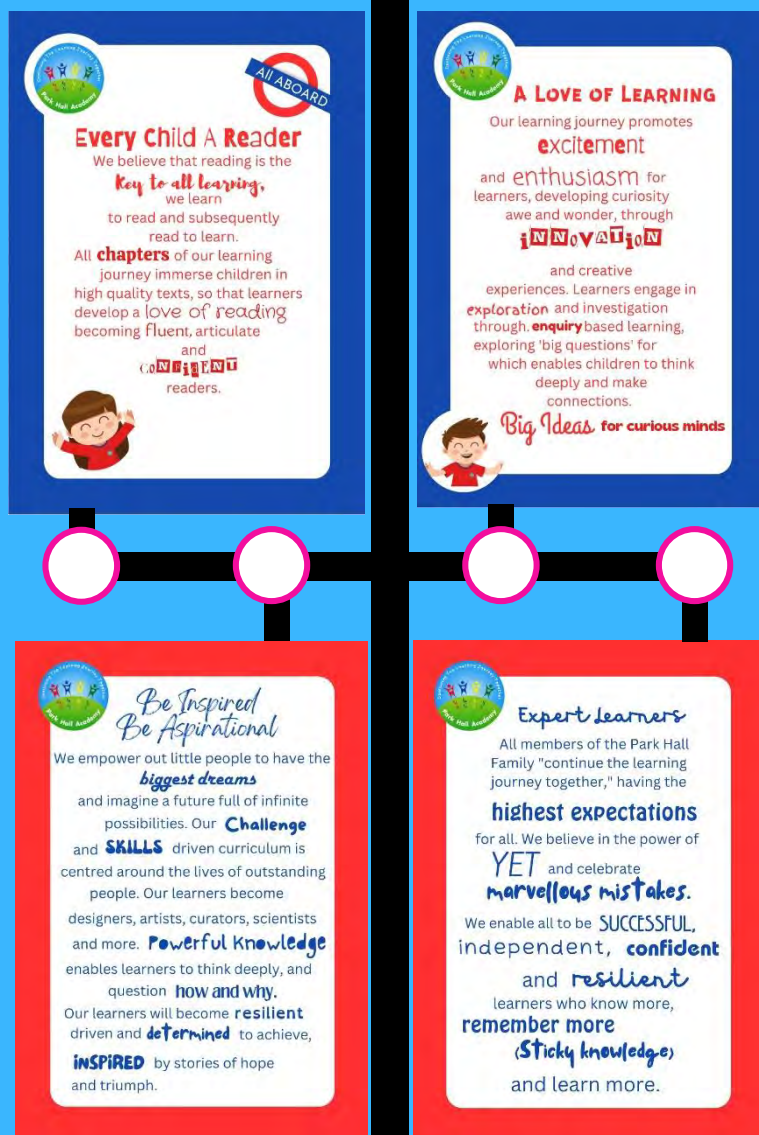 Continuing The Learning Journey Together
Park Hall Academy
All ABOARD
Every Child A Reader
We believe that reading is the
Key to all learning,
we learn
to read and subsequently
read to learn.
All chapters of our learning
journey immerse children in
high quality texts, so that learners
develop a love of reading
becoming fluent, articulate
and
CoNFiDENT
readers.
Park Hall Academy
A LOVE OF LEARNING
Our learning journey promotes
excitement
and enthusiasm for
learners, developing curiosity
awe and wonder, through
iNNoVATioN
and creative
experiences. Learners engage in
exploration and investigation
through. enquiry based learning,
exploring 'big questions' for
which enables children to think
deeply and make
connections.
Big Ideas for curious minds
Park Hall Academy
Be Inspired
Be Aspirational
We empower out little people to have the
biggest dreams
and imagine a future full of infinite
possibilities. Our Challenge
and SKILLS driven curriculum is
centred around the lives of outstanding
people. Our learners become
designers, artists, curators, scientists
and more. Powerful Knowledge
enables learners to think deeply, and
question how and why.
Our learners will become resilient
driven and determined to achieve,
iNSPiRED by stories of hope
and triumph.
Park Hall Academy
Expert Learners
All members of the Park Hall
Family "continue the learning
journey together," having the
highest expectations
for all. We believe in the power of
YET and celebrate
marvellous mistakes.
We enable all to be SUCCESSFUL,
independent, confident
and resilient
learners who know more,
remember more
(Sticky knowledge)
and learn more.